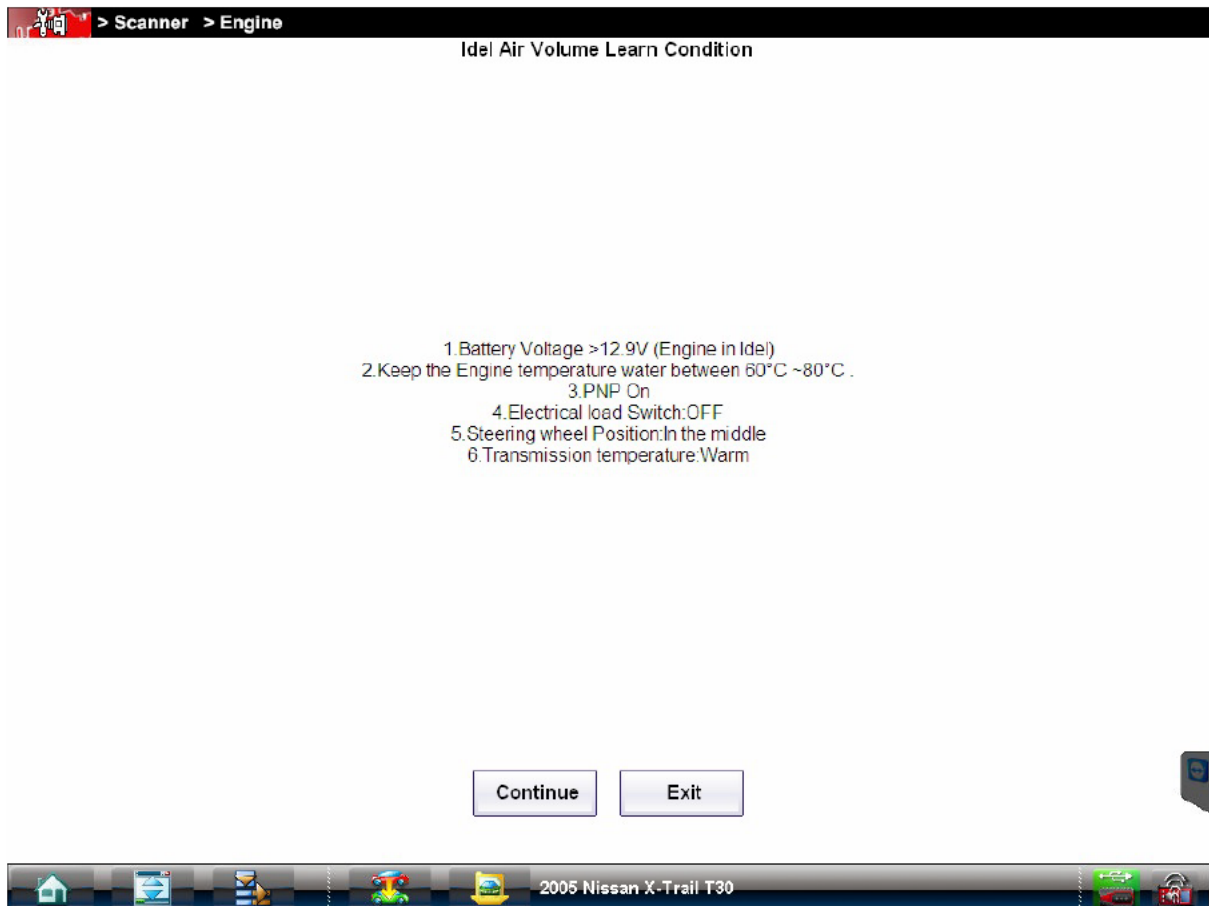 > Scanner > Engine
Idel Air Volume Learn Condition
1.Battery Voltage >12.9V (Engine in Idel)
2.Keep the Engine temperature water between 60°C ~80°C .
3.PNP On
4.Electrical load Switch:OFF
5.Steering wheel Position:In the middle
6.Transmission temperature:Warm
Continue Exit
2005 Nissan X-Trail T30